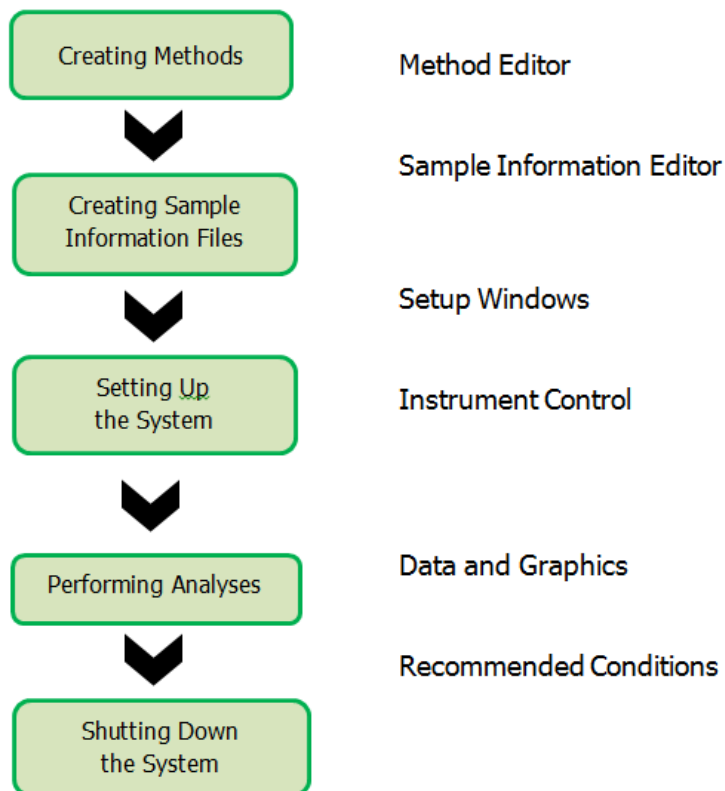 Creating Methods
Method Editor
Sample Information Editor
Creating Sample
Information Files
Setup Windows
Setting Up
the System
Instrument Control
Performing Analyses
Data and Graphics
Recommended Conditions
Shutting Down
the System